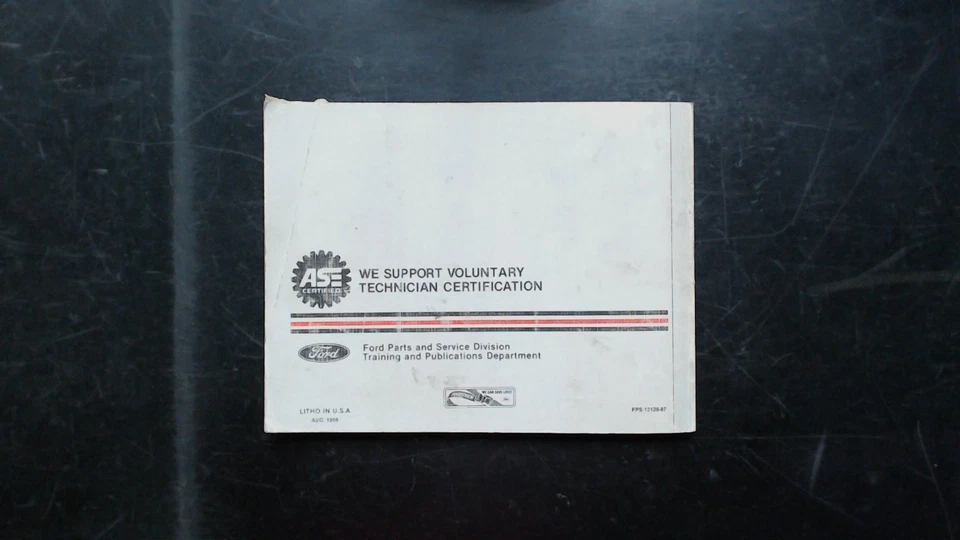 ASE
CERTIFIED
WE SUPPORT VOLUNTARY
TECHNICIAN CERTIFICATION
Ford
Ford Parts and Service Division
Training and Publications Department
LITHO IN U.S.A.
AUG.